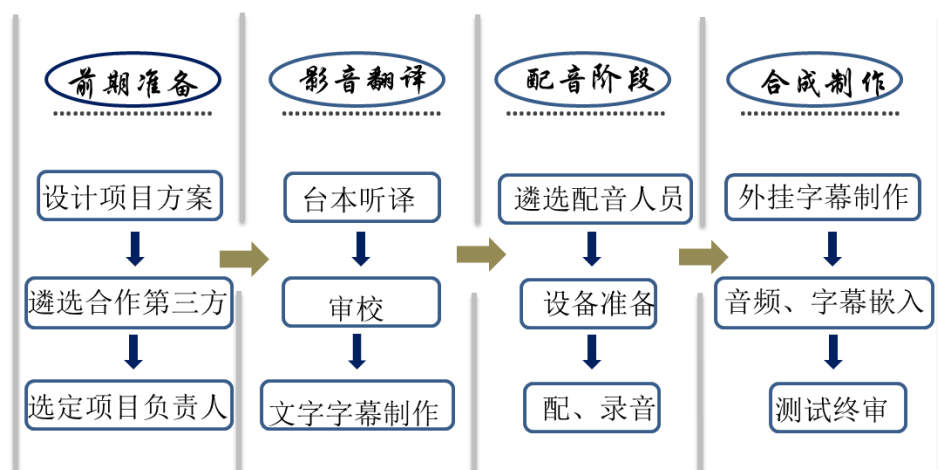 前期准备
设计项目方案
遴选合作第三方
选定项目负责人
影音翻译
台本听译
审校
文字字幕制作
配音阶段
遴选配音人员
设备准备
配、录音
合成制作
外挂字幕制作
音频、字幕嵌入
测试终审